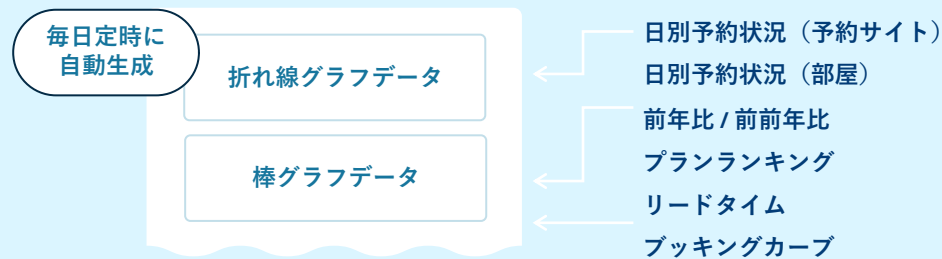 毎日定時に
自動生成
折れ線グラフデータ
棒グラフデータ
日別予約状況（予約サイト）
日別予約状況（部屋）
前年比 / 前前年比
プランランキング
リードタイム
ブッキングカーブ